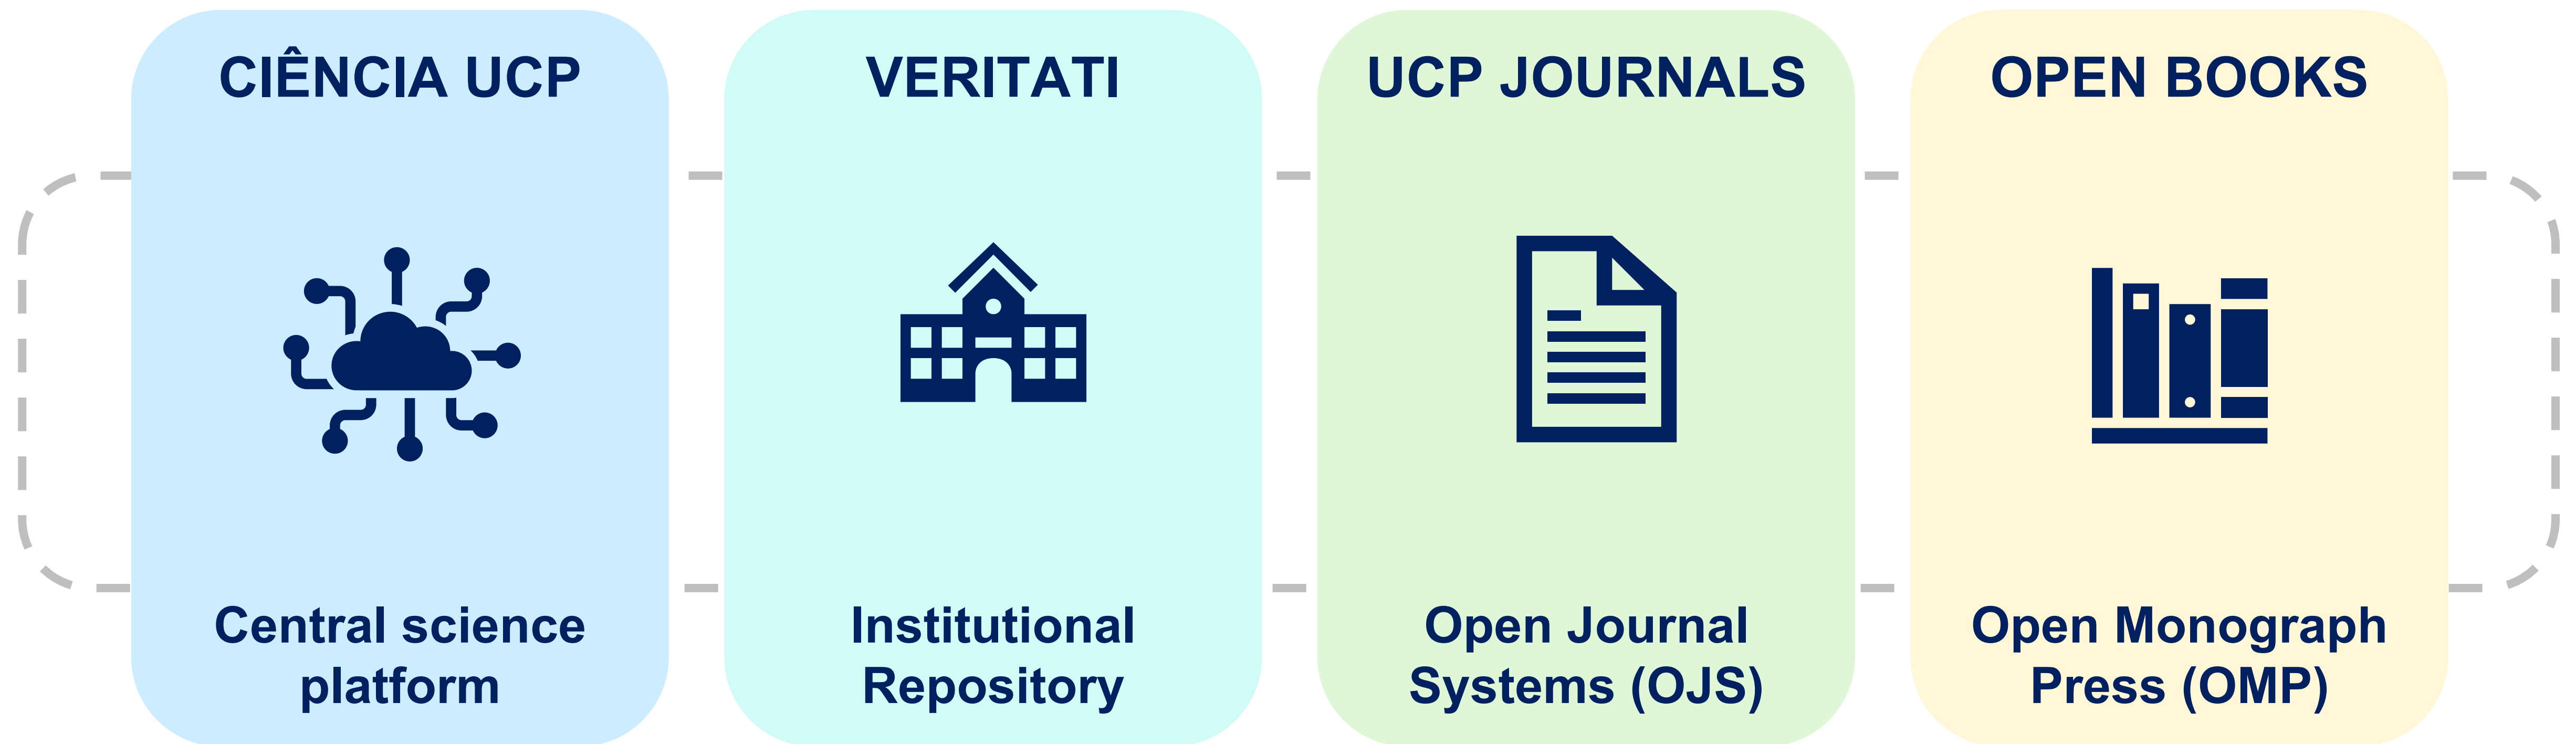 CIÊNCIA UCP
Central science
platform
VERITATI
Institutional
Repository
UCP JOURNALS
Open Journal
Systems (OJS)
OPEN BOOKS
Open Monograph
Press (OMP)